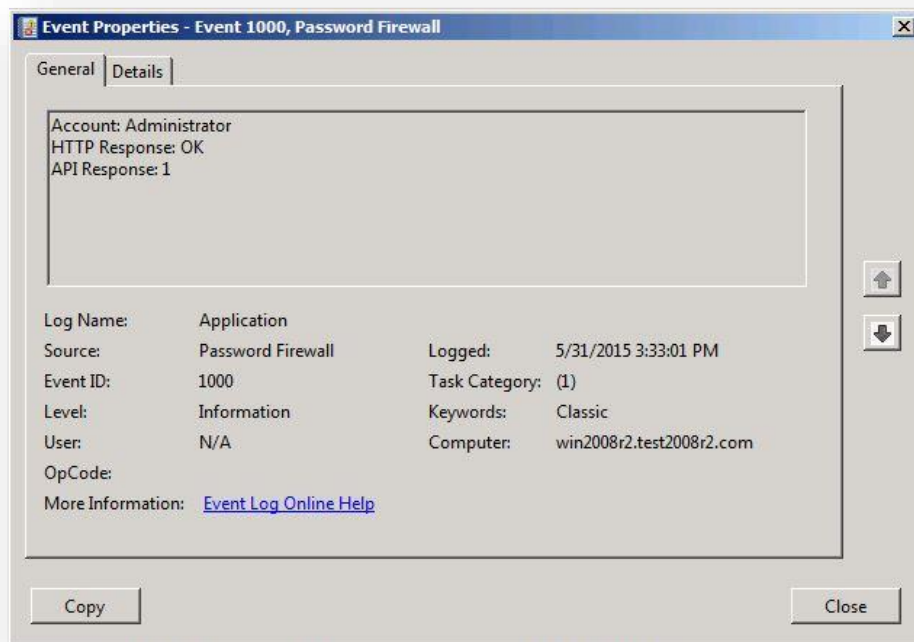 Event Properties - Event 1000, Password Firewall
General Details
Account: Administrator
HTTP Response: OK
API Response: 1
Log Name: Application
Source: Password Firewall Logged: 5/31/2015 3:33:01 PM
Event ID: 1000 Task Category: (1)
Level: Information Keywords: Classic
User: N/A Computer: win2008r2.test2008r2.com
OpCode:
More Information: Event Log Online Help
Copy Close